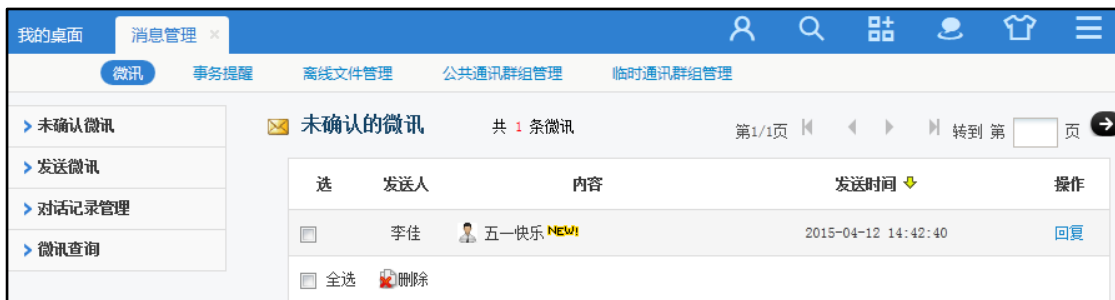 我的桌面 消息管理 ×
微讯 事务提醒 离线文件管理 公共通讯群组管理 临时通讯群组管理
未确认微讯
发送微讯
对话记录管理
微讯查询
未确认的微讯 共 1 条微讯 第1/1页 转到 第 页
选 发送人 内容 发送时间 操作
李佳 五一快乐 NEW! 2015-04-12 14:42:40 回复
全选 删除